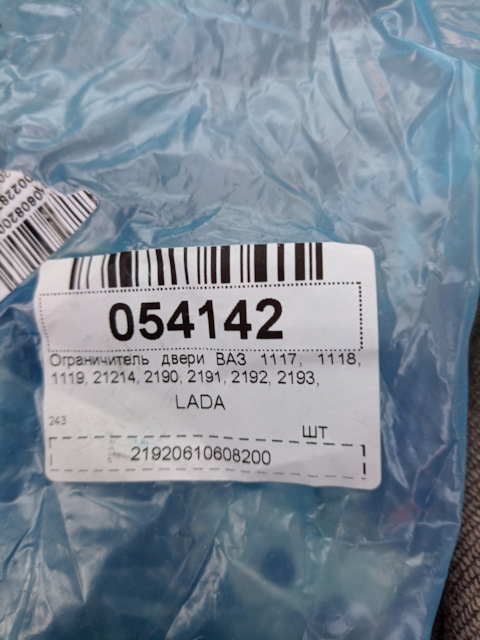 054142
Ограничитель двери ВАЗ 1117, 1118,
1119, 21214, 2190, 2191, 2192, 2193,
LADA
243
шт
21920610608200